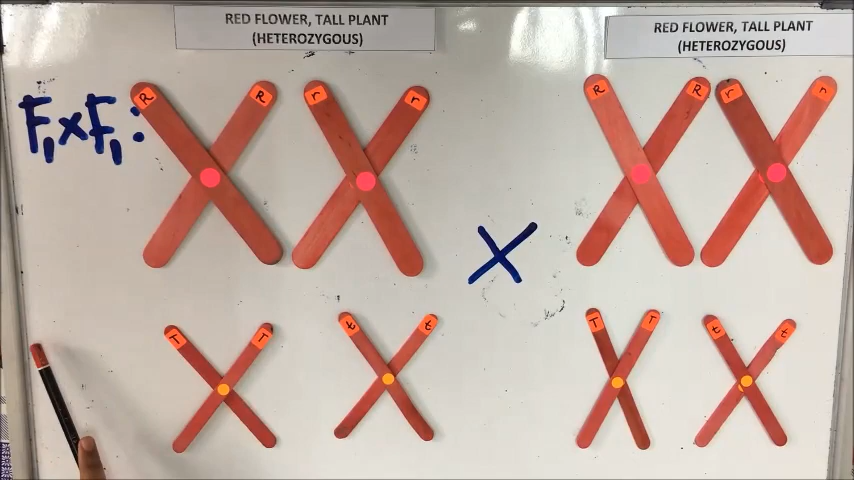 RED FLOWER, TALL PLANT
(HETEROZYGOUS)
RED FLOWER, TALL PLANT
(HETEROZYGOUS)
F₁ x F₁ :
R R r r
X
R R r r
T T t t
T T t t